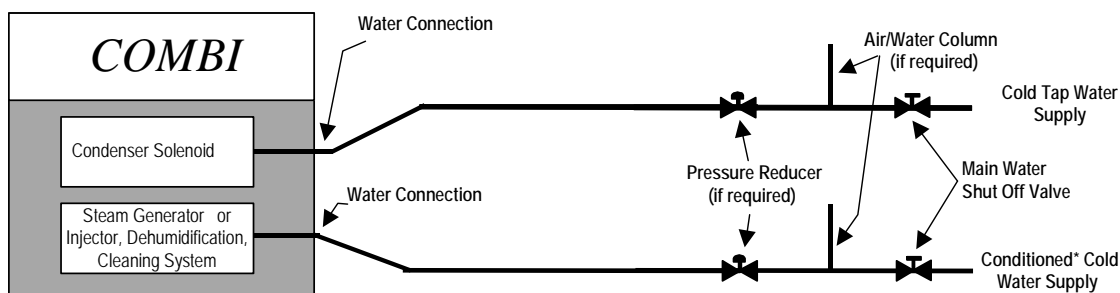 COMBI
Water Connection
Air/Water Column
(if required)
Cold Tap Water
Supply
Condenser Solenoid
Pressure Reducer
(if required)
Main Water
Shut Off Valve
Water Connection
Steam Generator or
Injector, Dehumidification,
Cleaning System
Conditioned* Cold
Water Supply